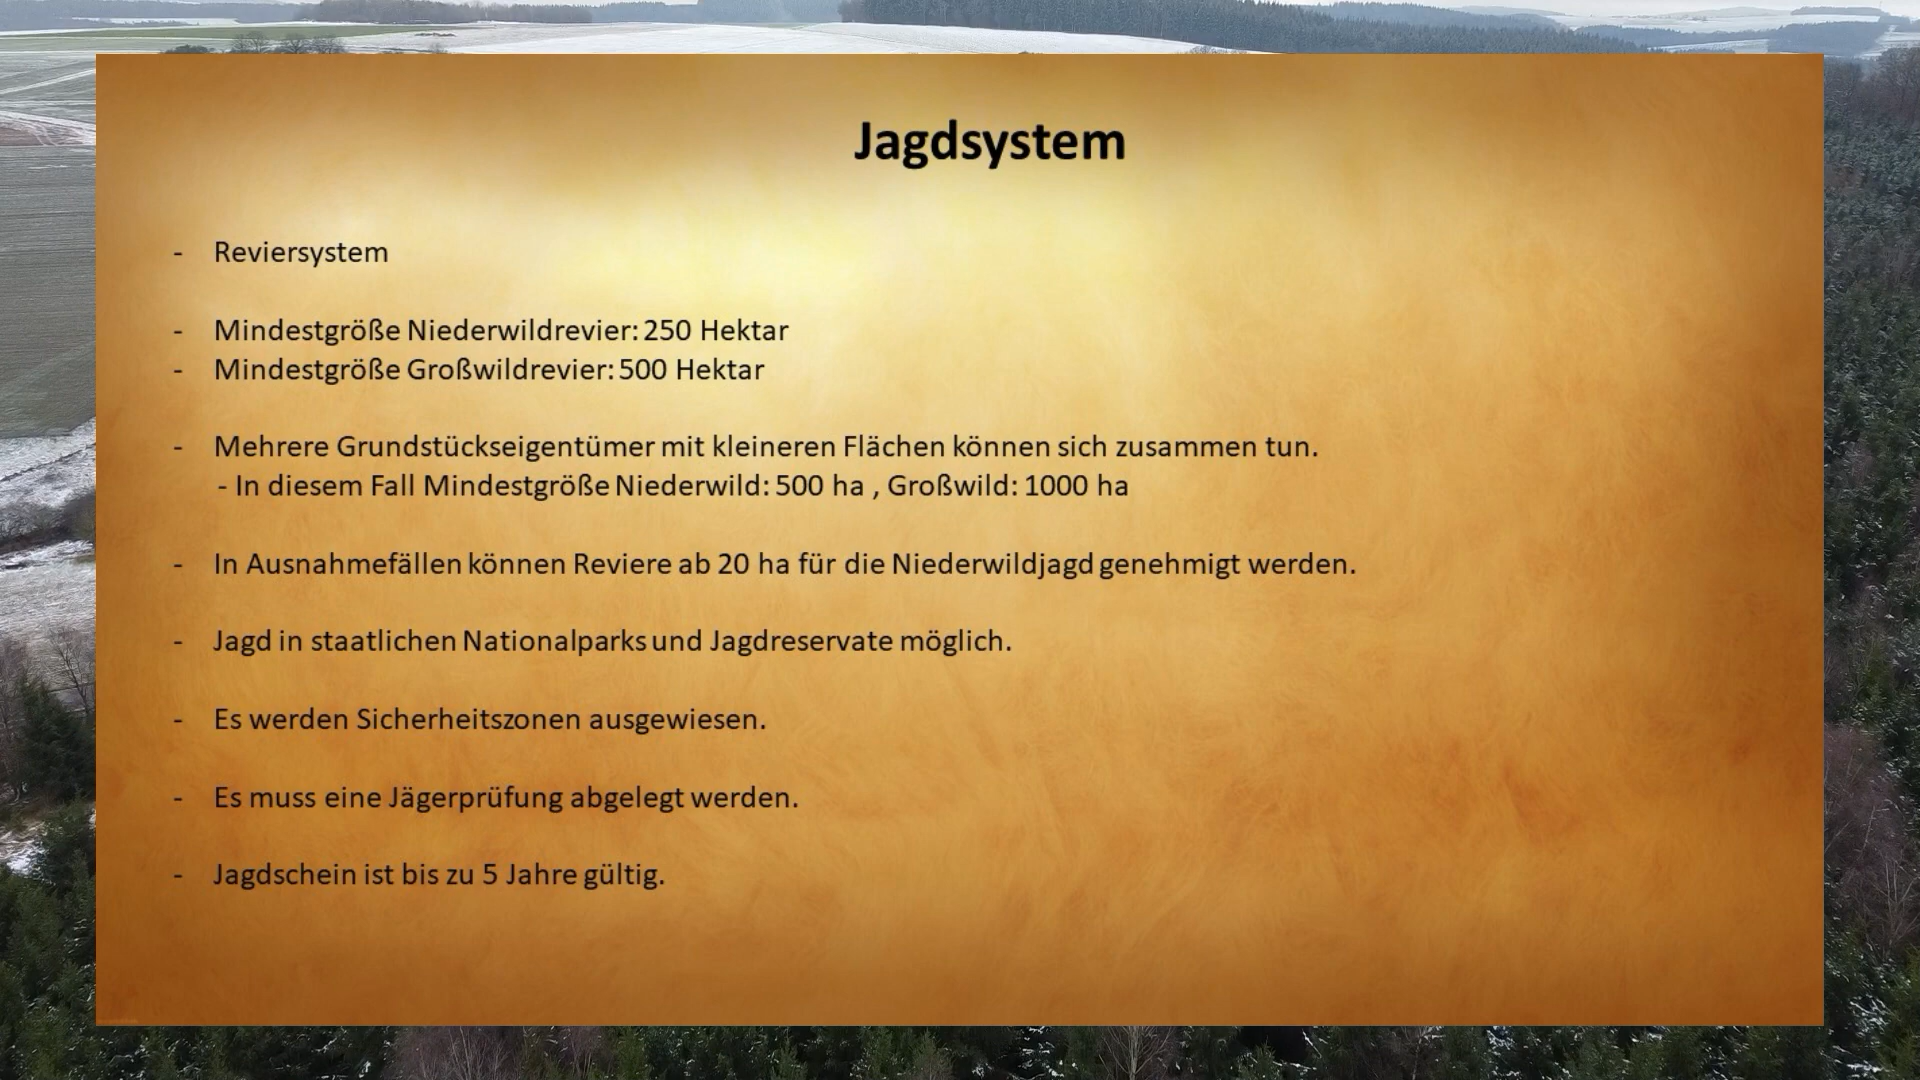 Jagdsystem
- Reviersystem
- Mindestgröße Niederwildrevier: 250 Hektar
- Mindestgröße Großwildrevier: 500 Hektar
- Mehrere Grundstückseigentümer mit kleineren Flächen können sich zusammen tun.
- In diesem Fall Mindestgröße Niederwild: 500 ha , Großwild: 1000 ha
- In Ausnahmefällen können Reviere ab 20 ha für die Niederwildjagd genehmigt werden.
- Jagd in staatlichen Nationalparks und Jagdreservate möglich.
- Es werden Sicherheitszonen ausgewiesen.
- Es muss eine Jägerprüfung abgelegt werden.
- Jagdschein ist bis zu 5 Jahre gültig.